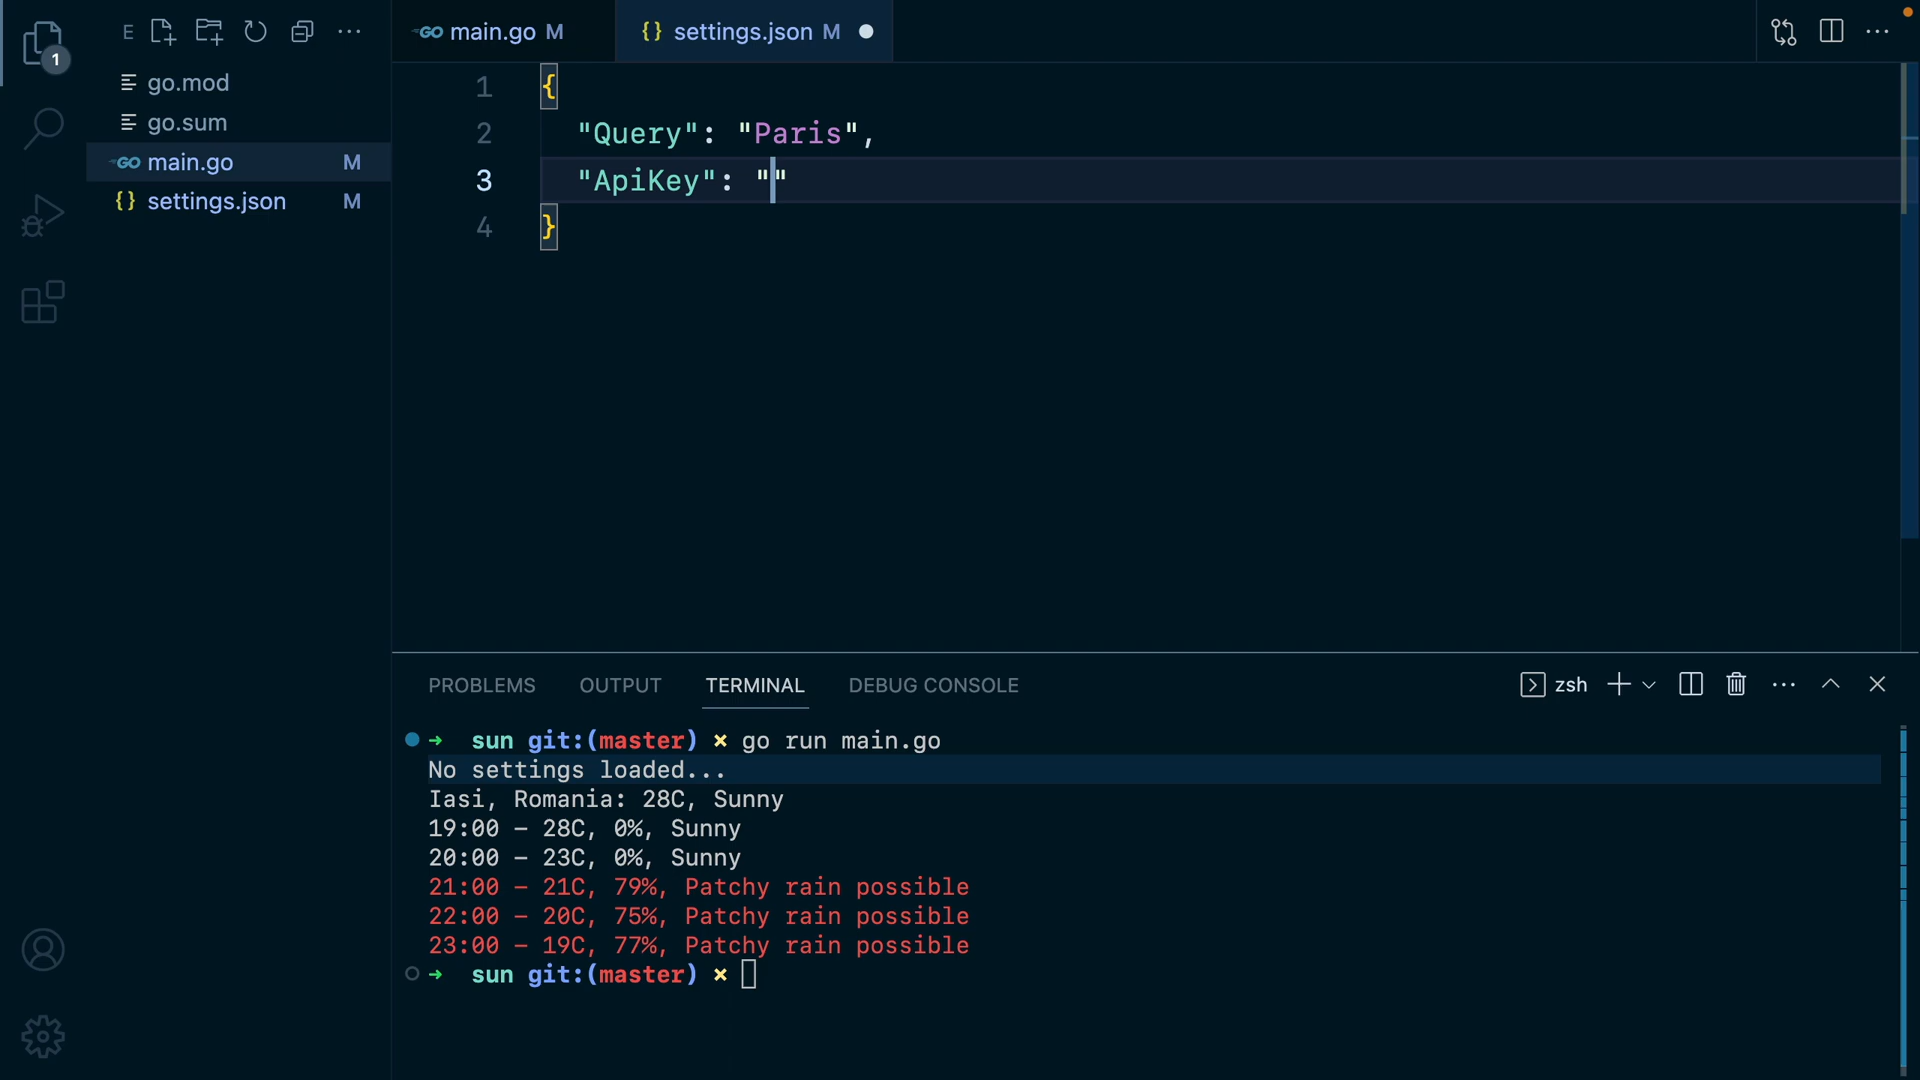 1
E
go.mod
go.sum
GO main.go M
{} settings.json M
GO main.go M
{} settings.json M
1 {
2 "Query": "Paris",
3 "ApiKey": ""
4 }
PROBLEMS OUTPUT TERMINAL DEBUG CONSOLE
zsh
→ sun git:(master) × go run main.go
No settings loaded...
Iasi, Romania: 28C, Sunny
19:00 – 28C, 0%, Sunny
20:00 – 23C, 0%, Sunny
21:00 – 21C, 79%, Patchy rain possible
22:00 – 20C, 75%, Patchy rain possible
23:00 – 19C, 77%, Patchy rain possible
→ sun git:(master) ×